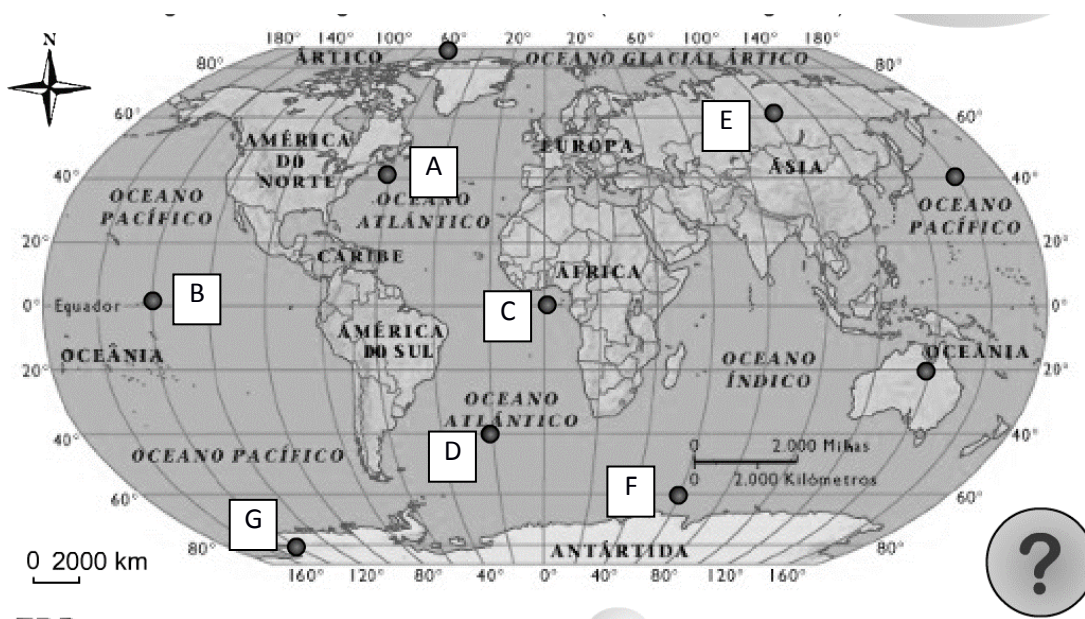 N
180° 140° 100° 60° 20° 20° 60° 100° 140° 180°
80° ÁRTICO OCEANO GLACIAL ÁRTICO 80°
60° 60°
E
AMÉRICA
DO
NORTE
A
EUROPA
ÁSIA
40° 40°
OCEANO
PACÍFICO
OCEANO
ATLÁNTICO
OCEANO
PACÍFICO
20° 20°
CARIBE
ÁFRICA
B
C
0° Equador 0°
OCEÂNIA
AMÉRICA
DO SUL
OCEANO
ÍNDICO
OCEÂNIA
20° 20°
OCEANO
ATLÁNTICO
D
40° 40°
OCEANO PACÍFICO
0 2.000 Milhas
0 2.000 Kilómetros
F
60° 60°
G
80° ANTÁRTIDA 80°
0 2000 km
160° 120° 80° 40° 0° 40° 80° 120° 160°
?